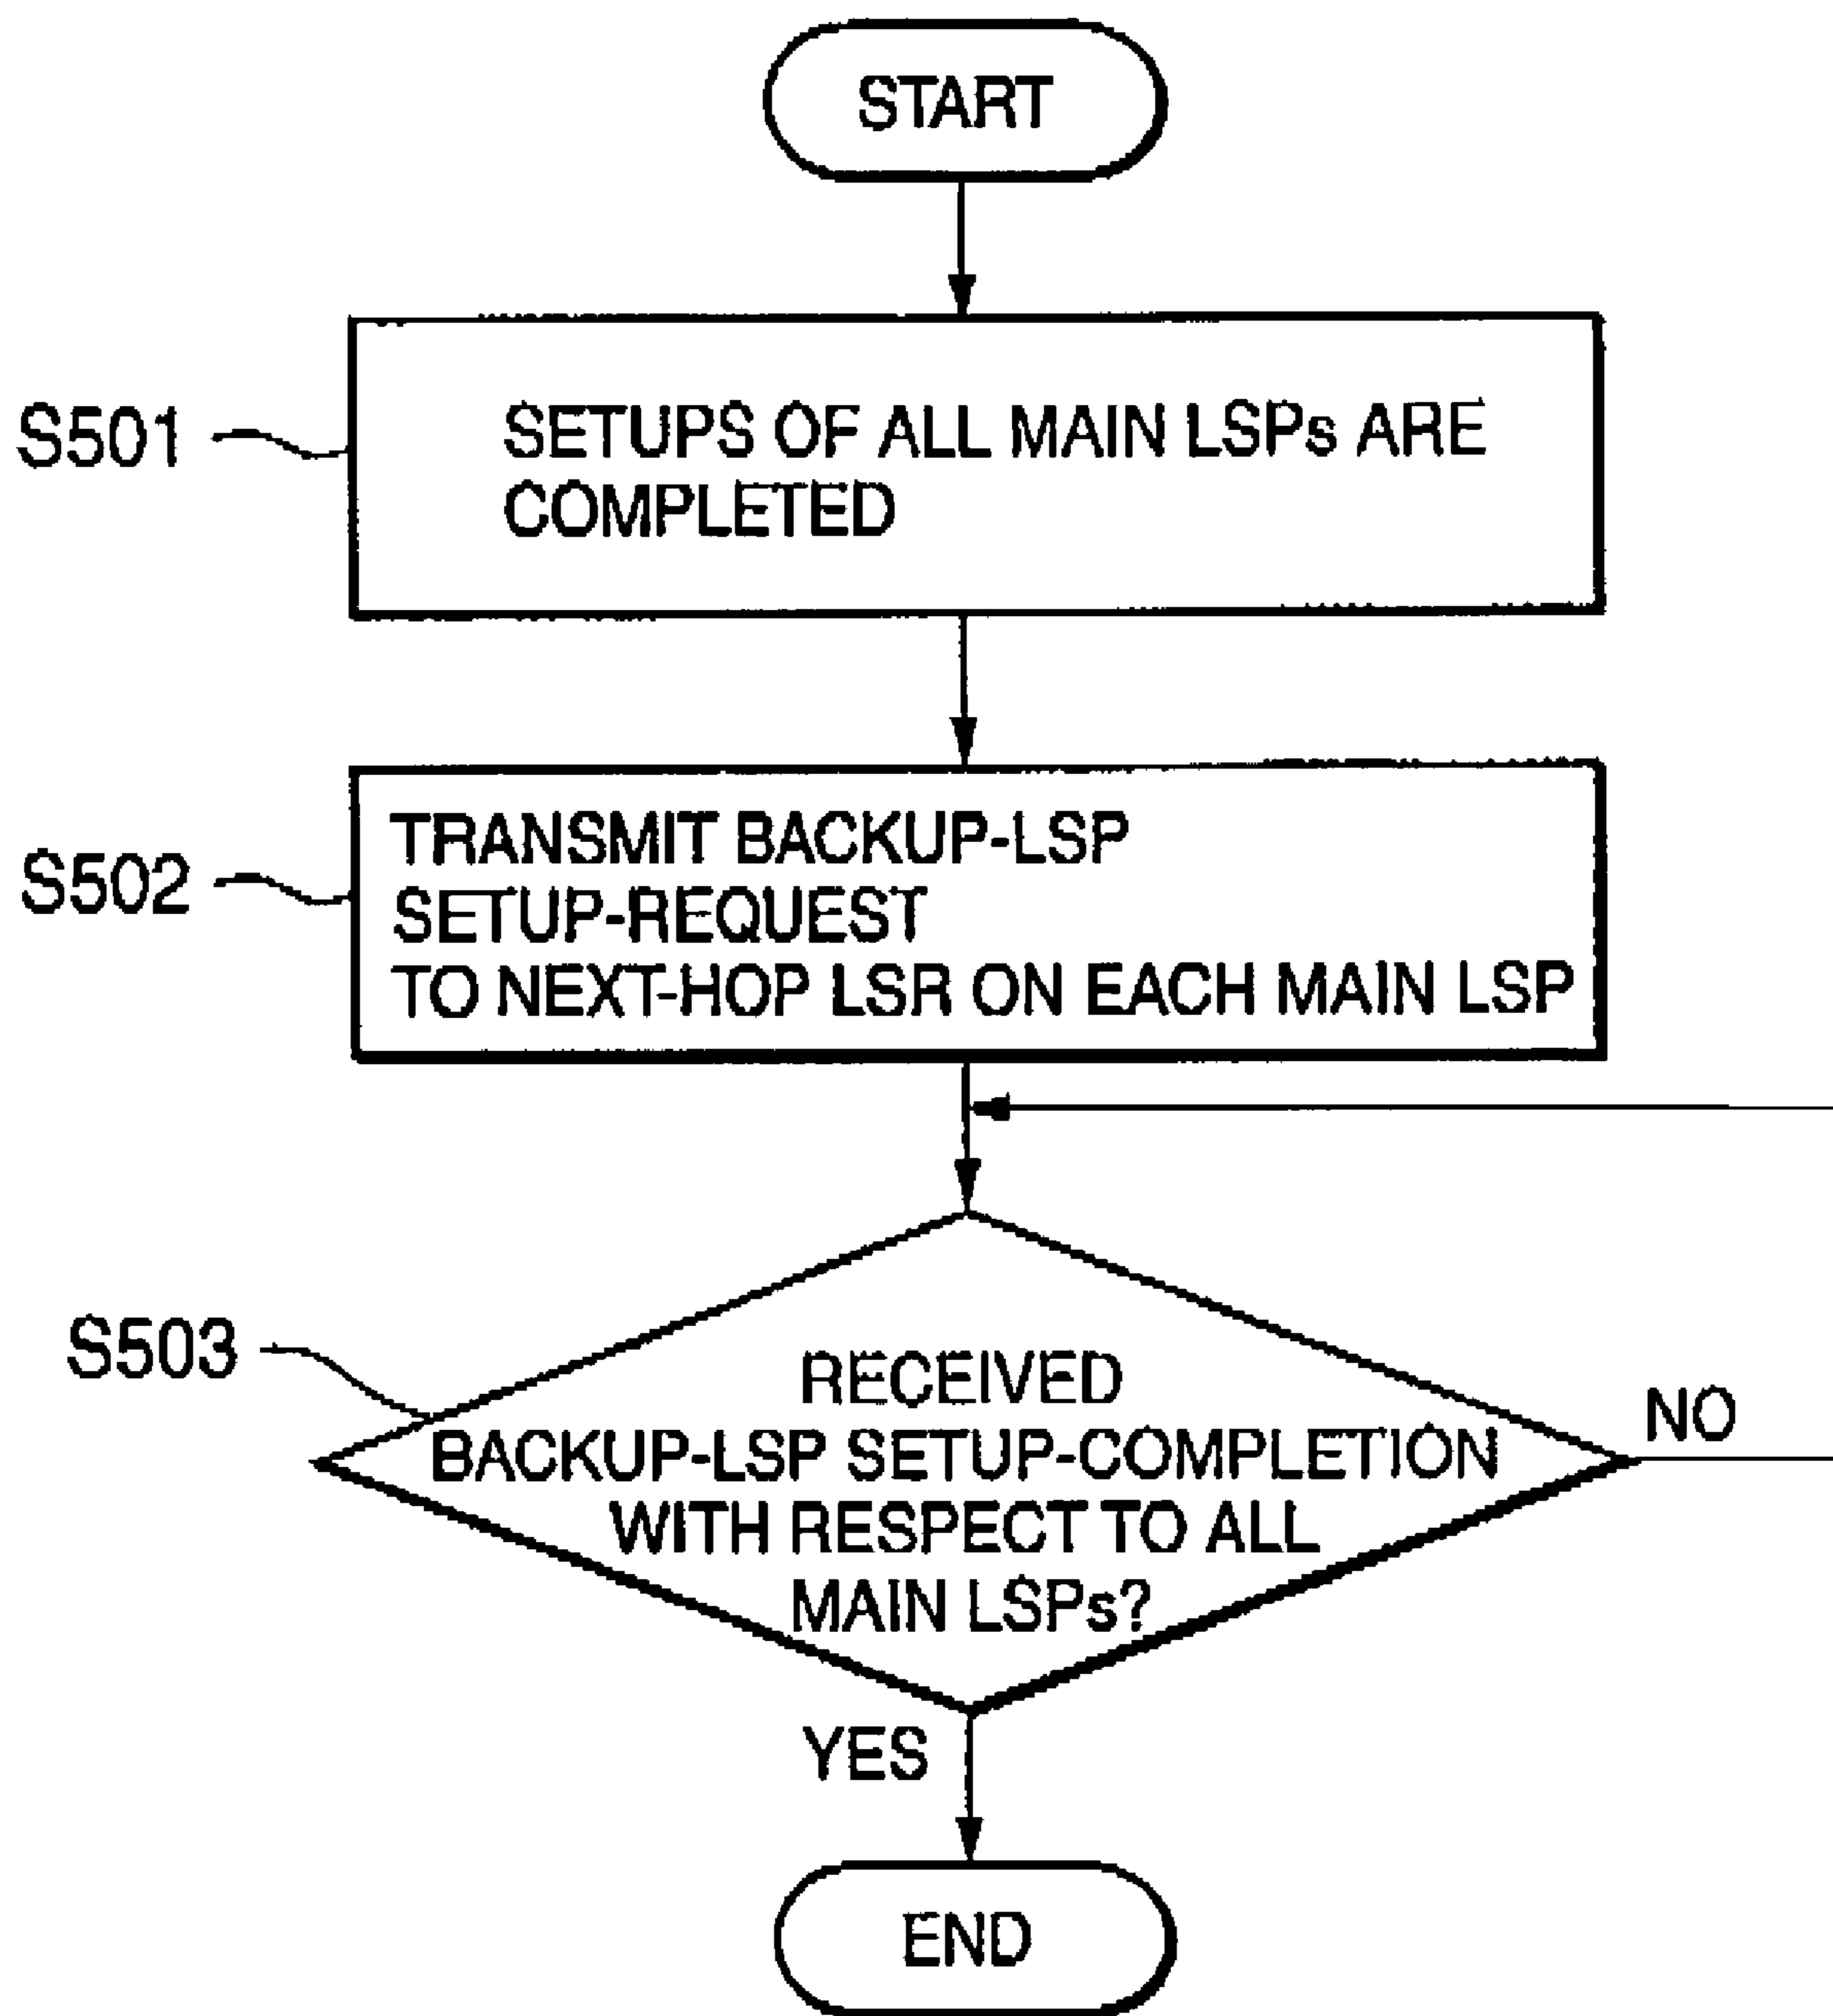 START
S501
SETUPS OF ALL MAIN LSPs ARE
COMPLETED
S502
TRANSMIT BACKUP-LSP
SETUP-REQUEST
TO NEXT-HOP LSR ON EACH MAIN LSP
S503
RECEIVED
BACKUP-LSP SETUP-COMPLETION
WITH RESPECT TO ALL
MAIN LSPs?
NO
YES
END